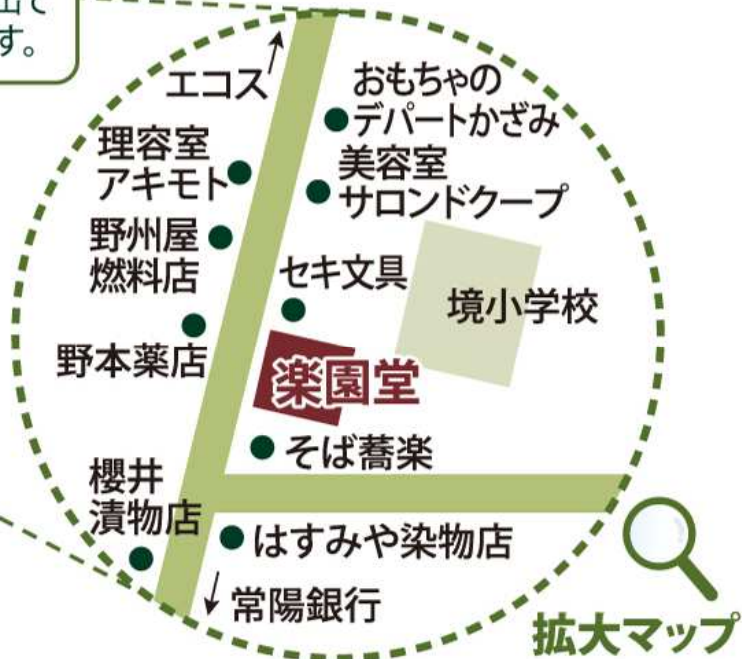 す。
エコス
おもちゃの
デパートかざみ
理容室
アキモト
美容室
サロンドクープ
野州屋
燃料店
セキ文具
境小学校
野本薬店
楽園堂
そば蕎楽
櫻井
漬物店
はすみや染物店
常陽銀行
拡大マップ